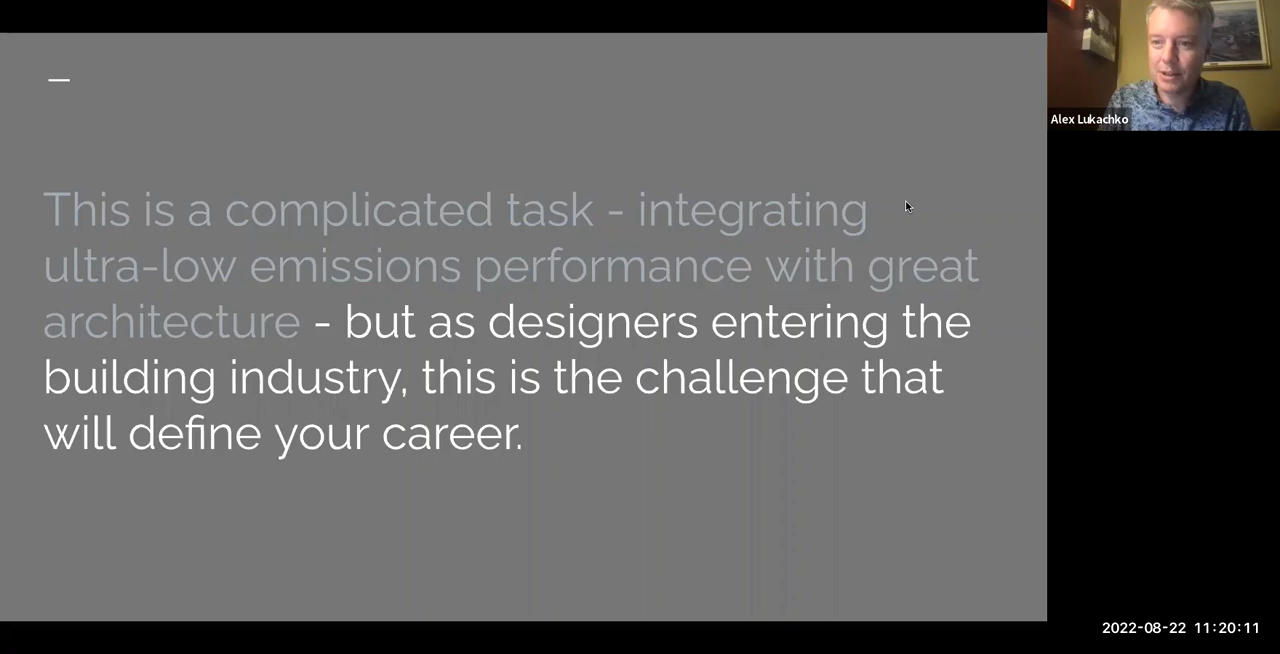 This is a complicated task - integrating
ultra-low emissions performance with great
architecture - but as designers entering the
building industry, this is the challenge that
will define your career.
Alex Lukachko
2022-08-22 11:20:11